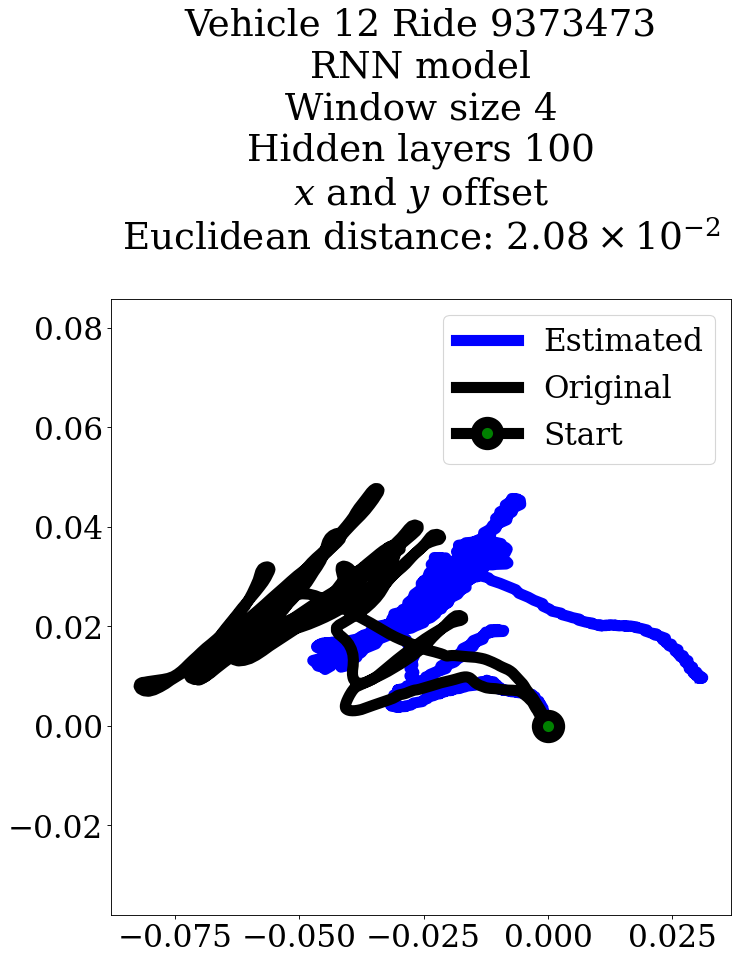 Vehicle 12 Ride 9373473
RNN model
Window size 4
Hidden layers 100
x and y offset
Euclidean distance: 2.08 × 10⁻²
Estimated
Original
Start
0.08
0.06
0.04
0.02
0.00
−0.02
−0.075 −0.050 −0.025 0.000 0.025